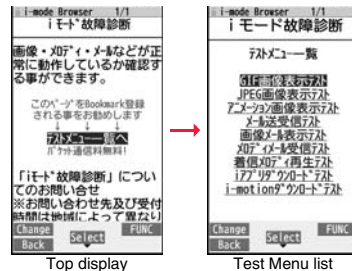 i-mode Browser 1/1
iﾓｰﾄﾞ故障診断
画像・ﾒﾛﾃﾞｨ・ﾒｰﾙなどが正
常に動作しているか確認す
る事ができます。
このﾍﾟｰｼﾞをBookmark登録
される事をお勧めします
↓ ↓ ↓
ﾃｽﾄﾒﾆｭｰ一覧へ
ﾊﾟｹｯﾄ通信料無料!
「iﾓｰﾄﾞ故障診断」につい
てのお問い合せ
※お問い合わせ先及び受付
時間は地域によって異なり
Change
Select
FUNC
Back
Top display
→
i-mode Browser 1/1
iモード故障診断
ﾃｽﾄﾒﾆｭｰ一覧
GIF画像表示ﾃｽﾄ
JPEG画像表示ﾃｽﾄ
ｱﾆﾒｰｼｮﾝ画像表示ﾃｽﾄ
ﾒｰﾙ送受信ﾃｽﾄ
画像ﾒｰﾙ表示ﾃｽﾄ
ﾒﾛﾃﾞｨﾒｰﾙ受信ﾃｽﾄ
着信ﾒﾛﾃﾞｨ再生ﾃｽﾄ
iｱﾌﾟﾘﾀﾞｳﾝﾛｰﾄﾞﾃｽﾄ
i-motionﾀﾞｳﾝﾛｰﾄﾞﾃｽﾄ
Change
Select
FUNC
Back
Test Menu list